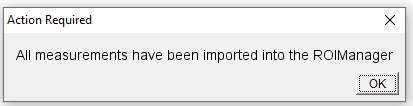 Action Required
All measurements have been imported into the ROIManager
OK